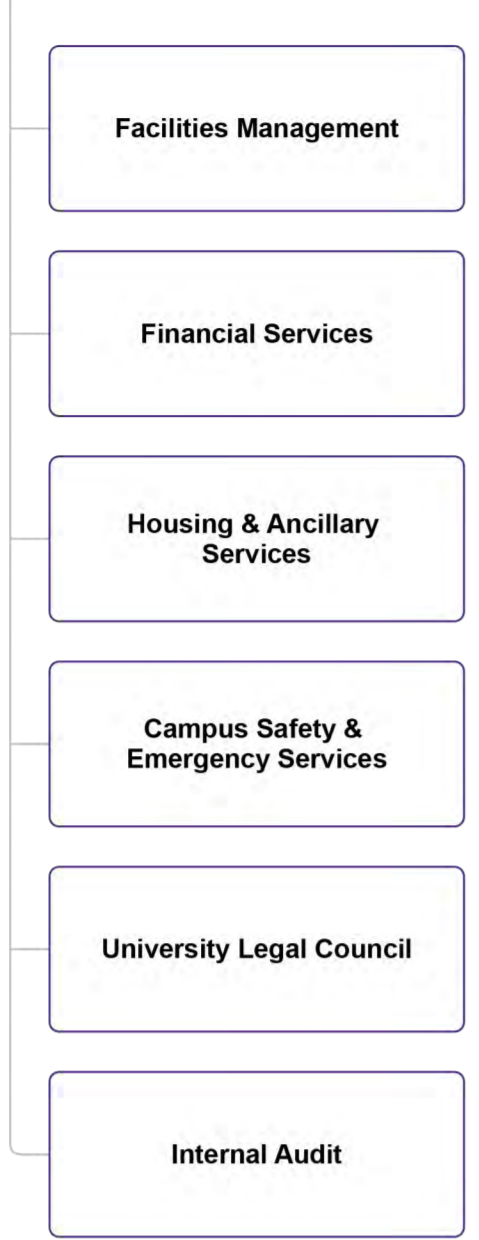 Facilities Management
Financial Services
Housing & Ancillary
Services
Campus Safety &
Emergency Services
University Legal Council
Internal Audit